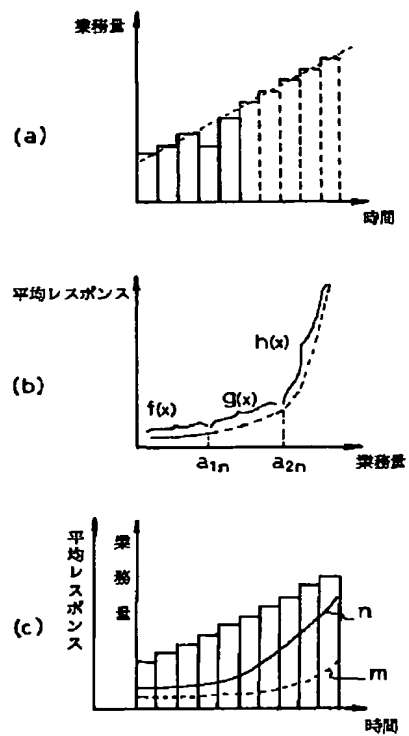 (a)
業務量
時間
(b)
平均レスポンス
f(x)
g(x)
h(x)
a1n
a2n
業務量
(c)
平均レスポンス
業務量
n
m
時間